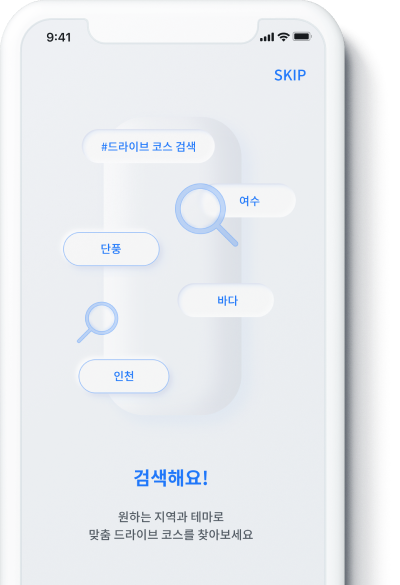 9:41
SKIP
#드라이브 코스 검색
여수
단풍
바다
인천
검색해요!
원하는 지역과 테마로
맞춤 드라이브 코스를 찾아보세요